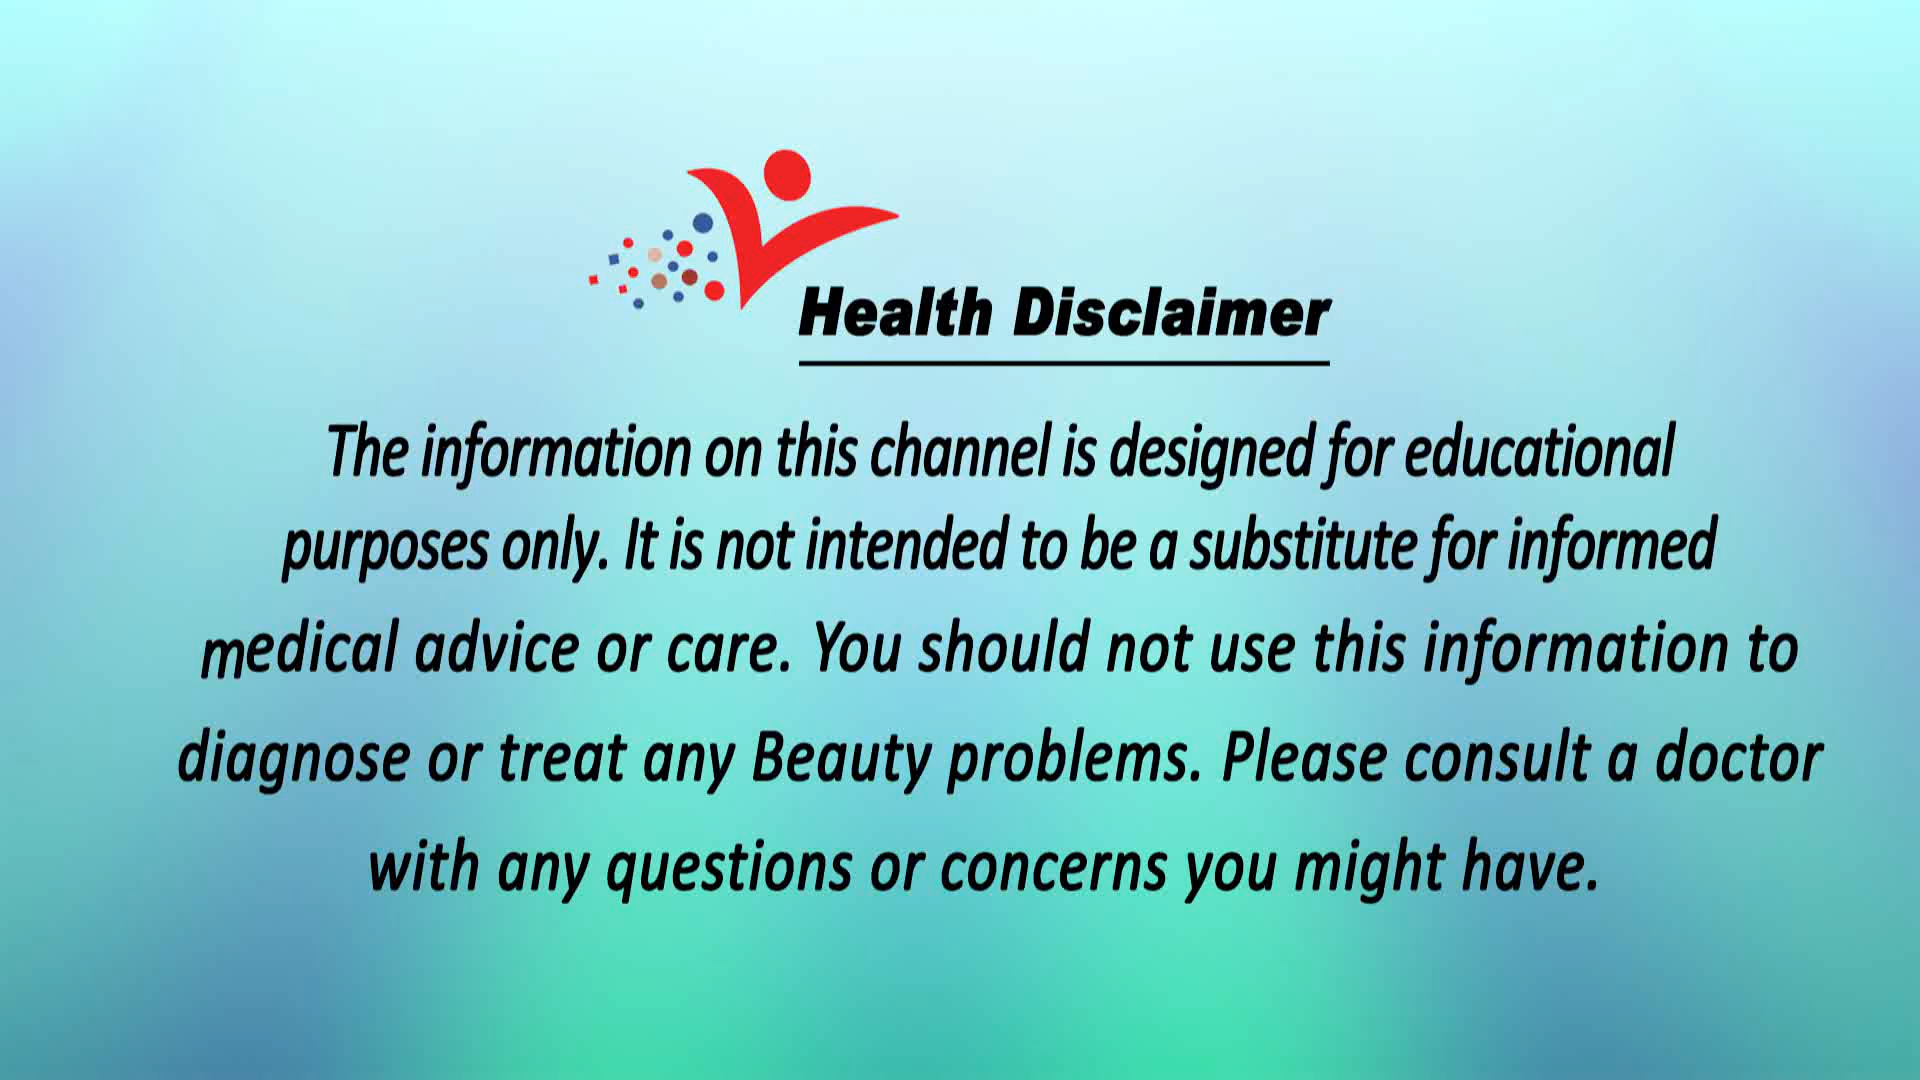 Health Disclaimer
The information on this channel is designed for educational
purposes only. It is not intended to be a substitute for informed
medical advice or care. You should not use this information to
diagnose or treat any Beauty problems. Please consult a doctor
with any questions or concerns you might have.